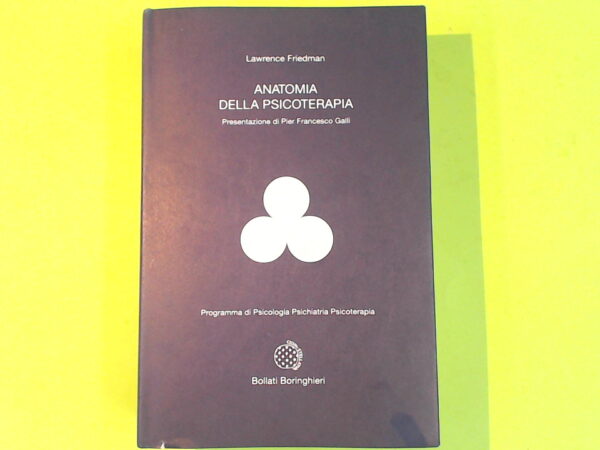 Lawrence Friedman
ANATOMIA
DELLA PSICOTERAPIA
Presentazione di Pier Francesco Galli
Programma di Psicologia Psichiatria Psicoterapia
Bollati Boringhieri